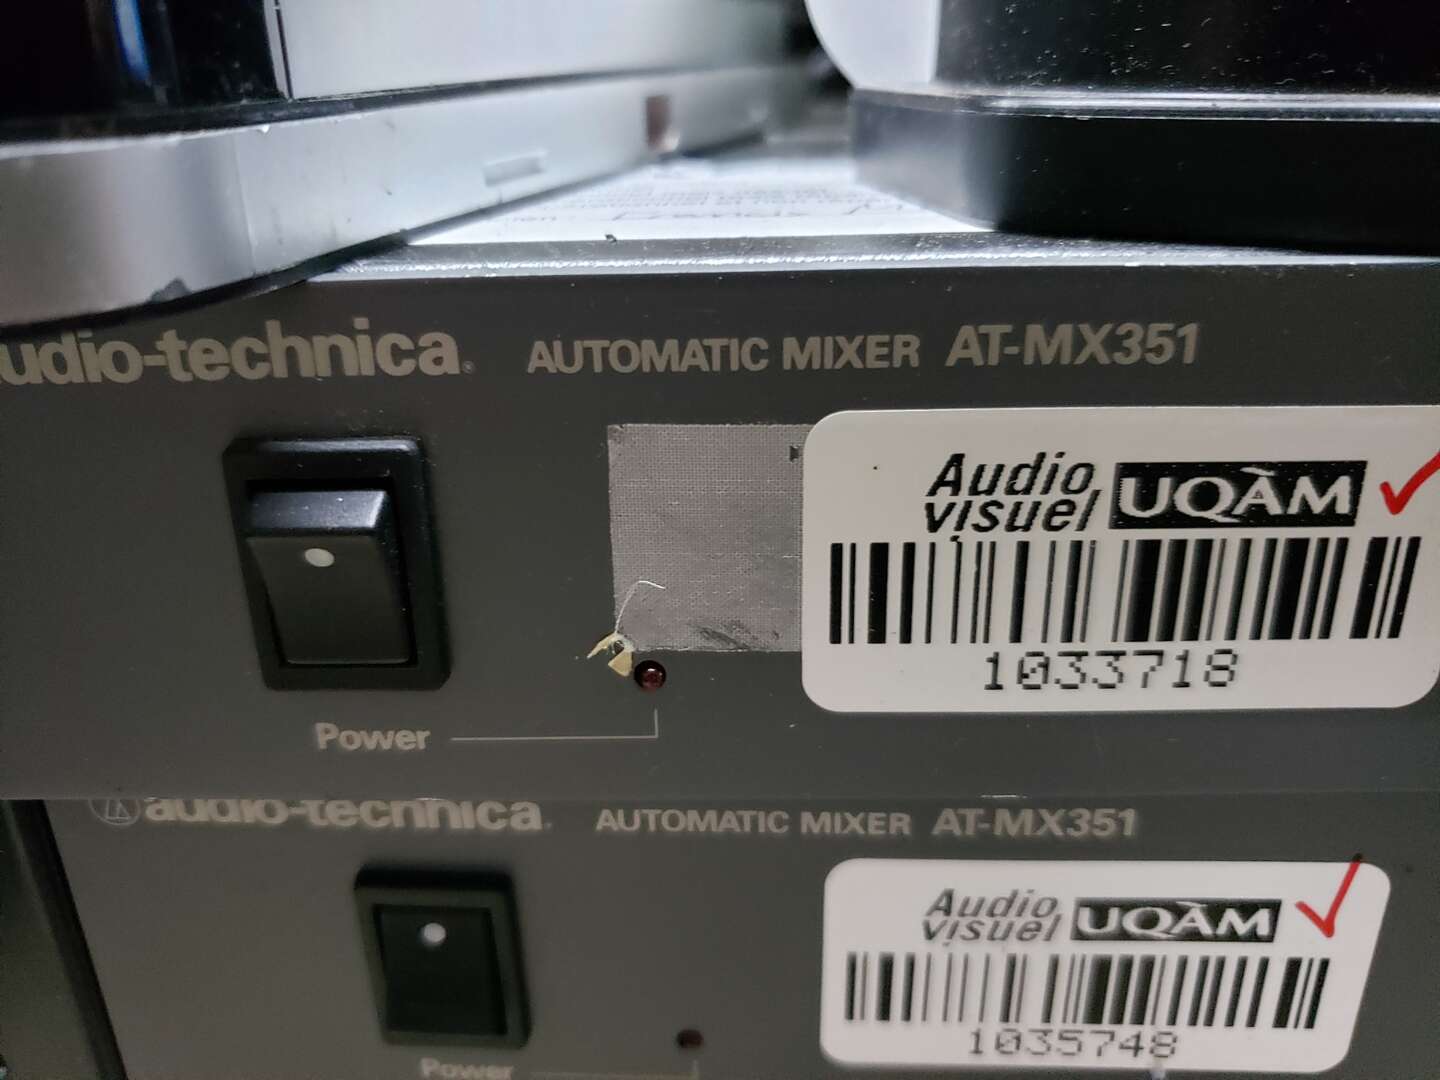 udio-technica®
AUTOMATIC MIXER AT-MX351
Audio
visuel UQÀM
1033718
Power
audio-technica®
AUTOMATIC MIXER AT-MX351
Audio
visuel UQÀM
1035748
Power